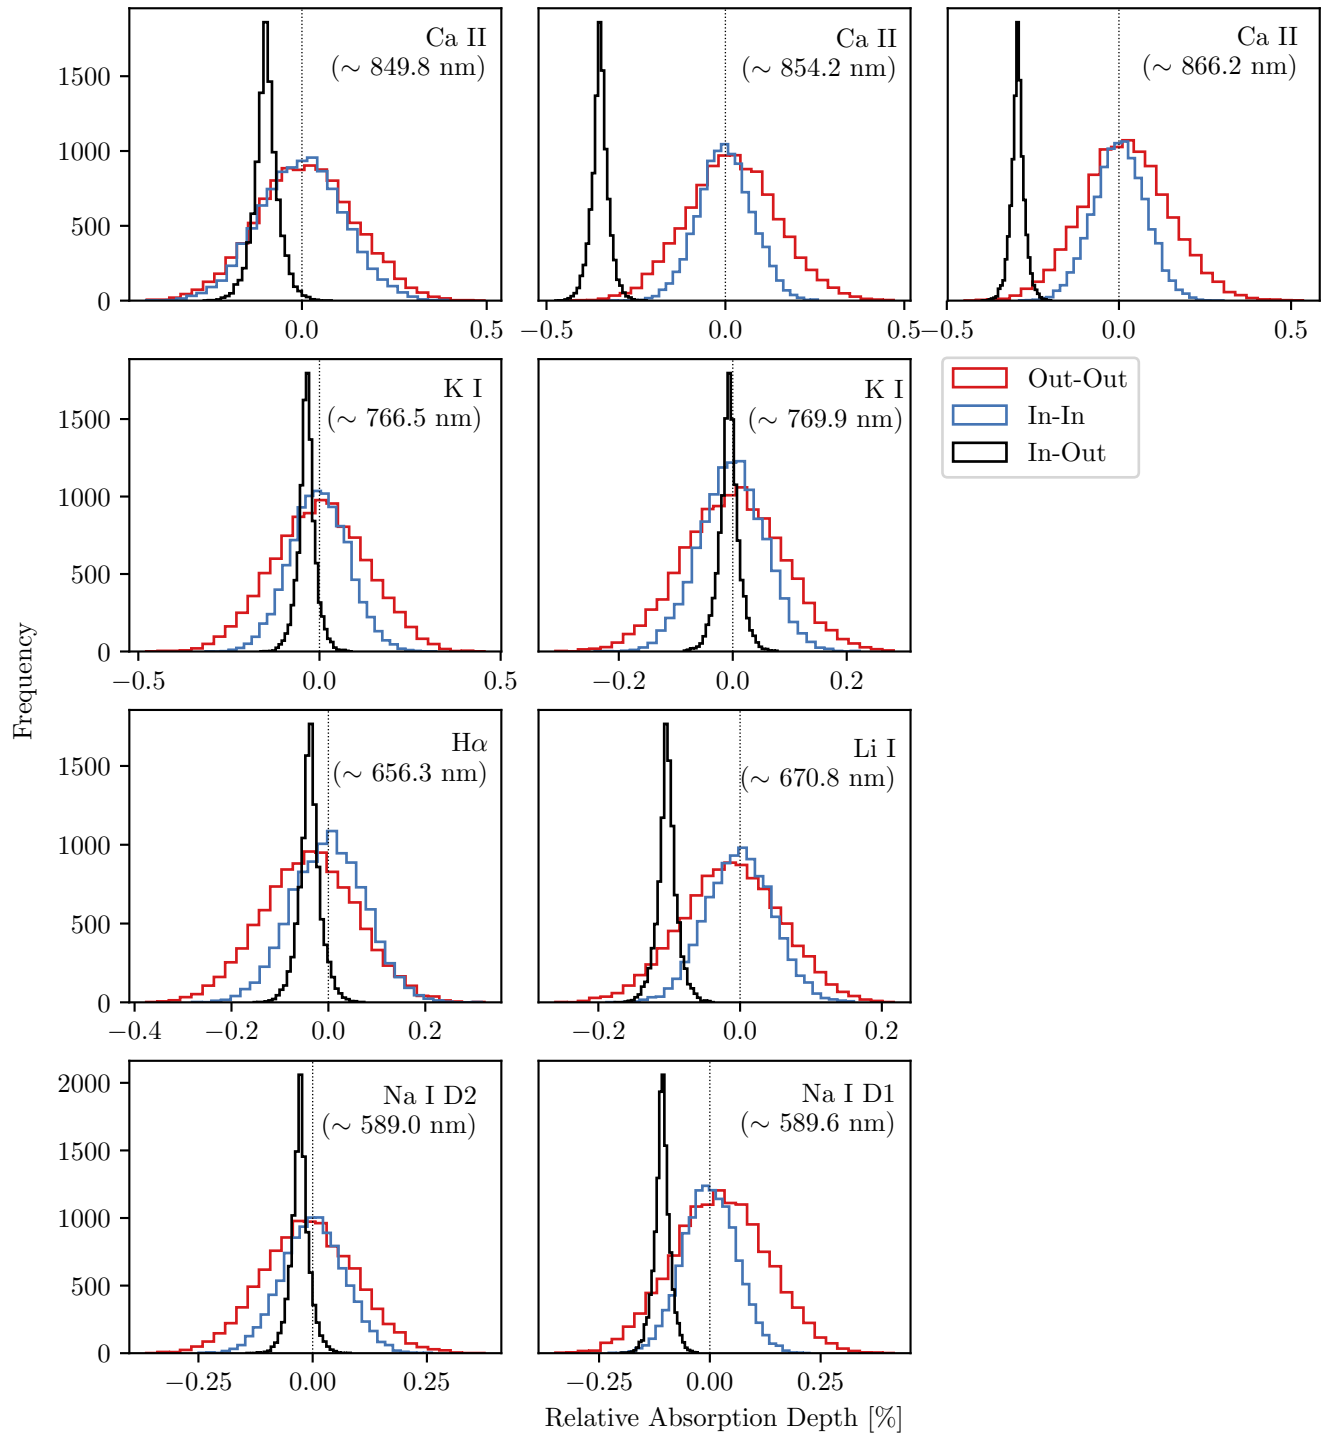 Ca II
(∼ 849.8 nm)
Ca II
(∼ 854.2 nm)
Ca II
(∼ 866.2 nm)
1500
1000
500
0
0.0
0.5
−0.5
0.0
0.5
−0.5
0.0
0.5
K I
(∼ 766.5 nm)
K I
(∼ 769.9 nm)
Out-Out
In-In
In-Out
1500
1000
500
0
−0.5
0.0
0.5
−0.2
0.0
0.2
Frequency
Hα
(∼ 656.3 nm)
Li I
(∼ 670.8 nm)
1500
1000
500
0
−0.4
−0.2
0.0
0.2
−0.2
0.0
0.2
Na I D2
(∼ 589.0 nm)
Na I D1
(∼ 589.6 nm)
2000
1500
1000
500
0
−0.25
0.00
0.25
−0.25
0.00
0.25
Relative Absorption Depth [%]